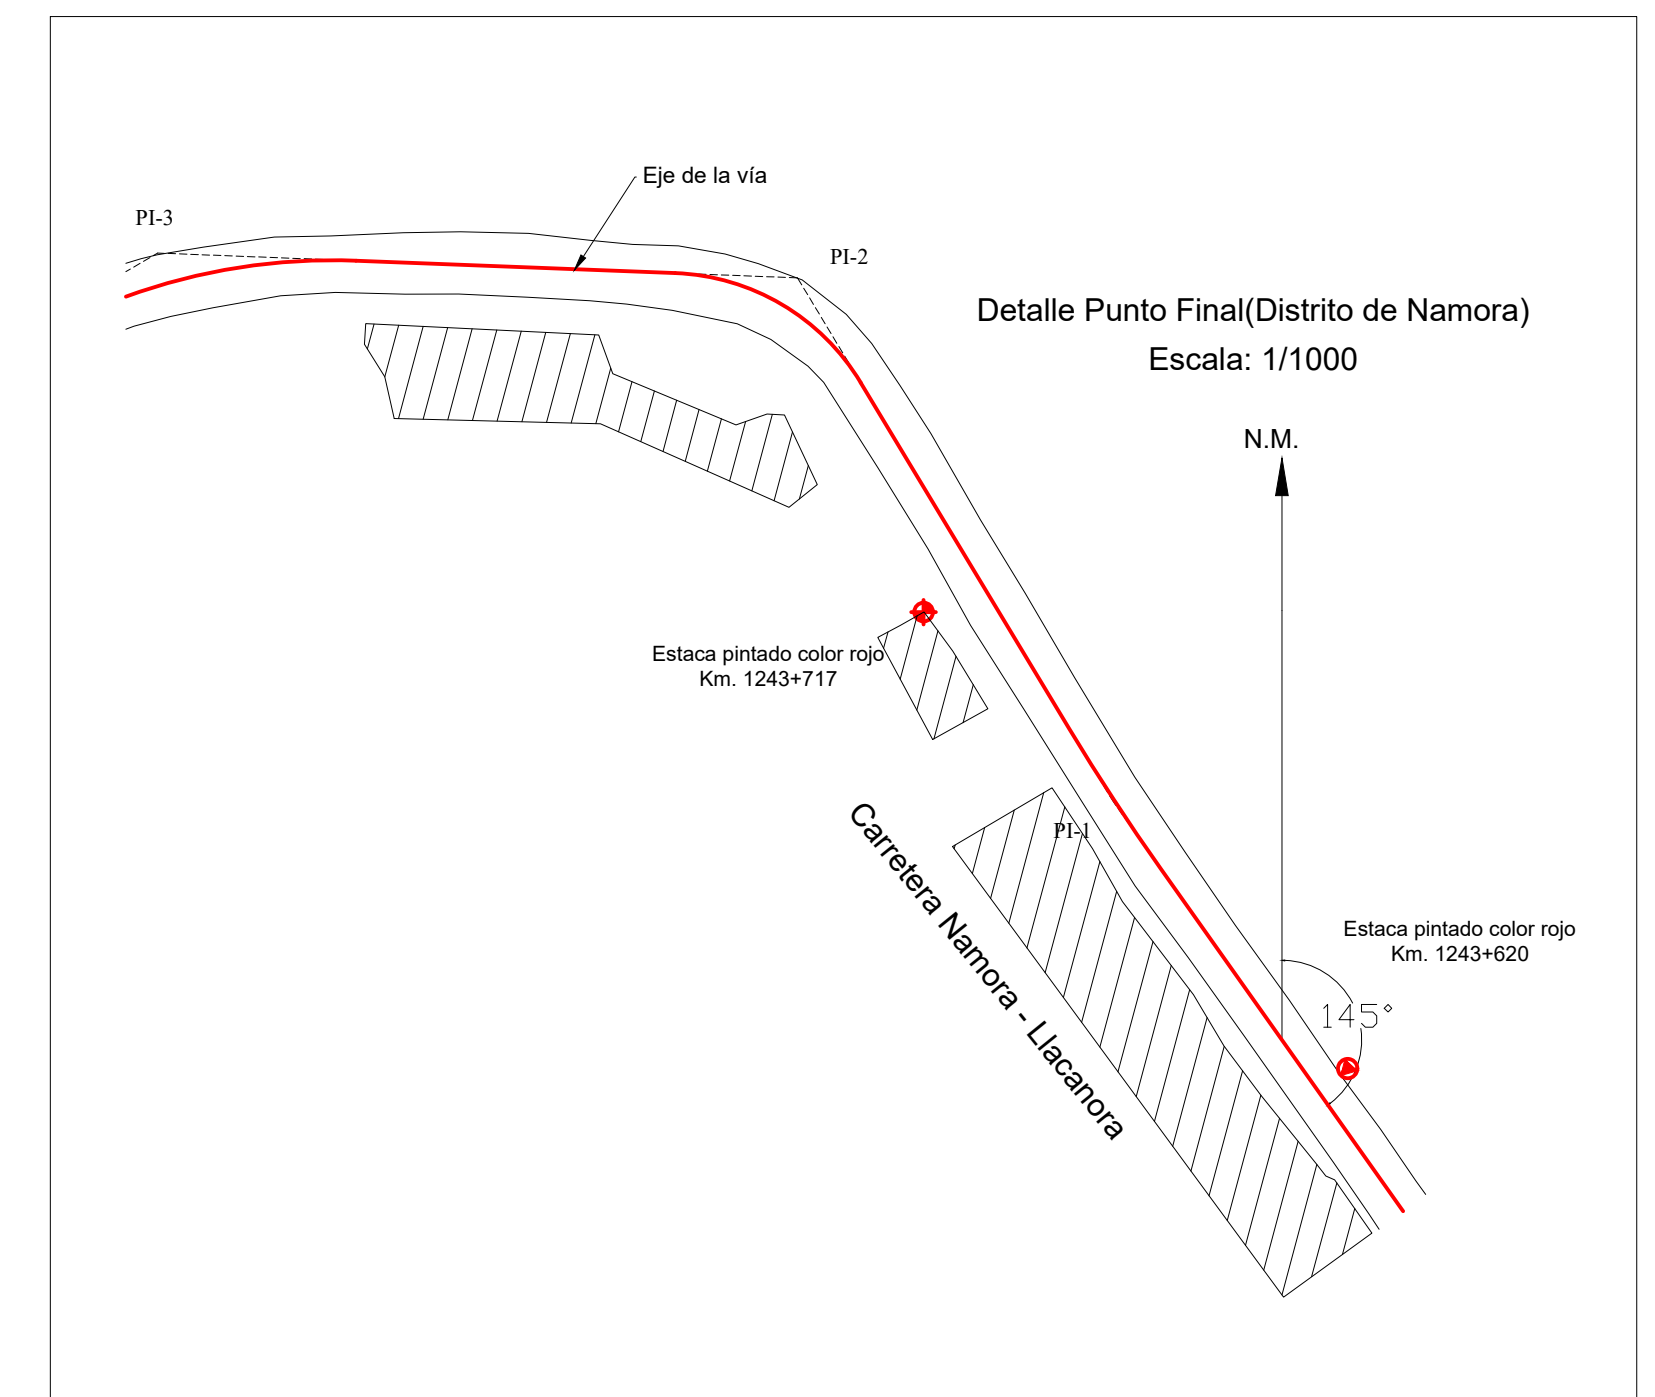 Eje de la vía
PI-3
PI-2
Detalle Punto Final(Distrito de Namora)
Escala: 1/1000
N.M.
Estaca pintado color rojo
Km. 1243+717
PI-1
Carretera Namora - Llacanora
Estaca pintado color rojo
Km. 1243+620
145°